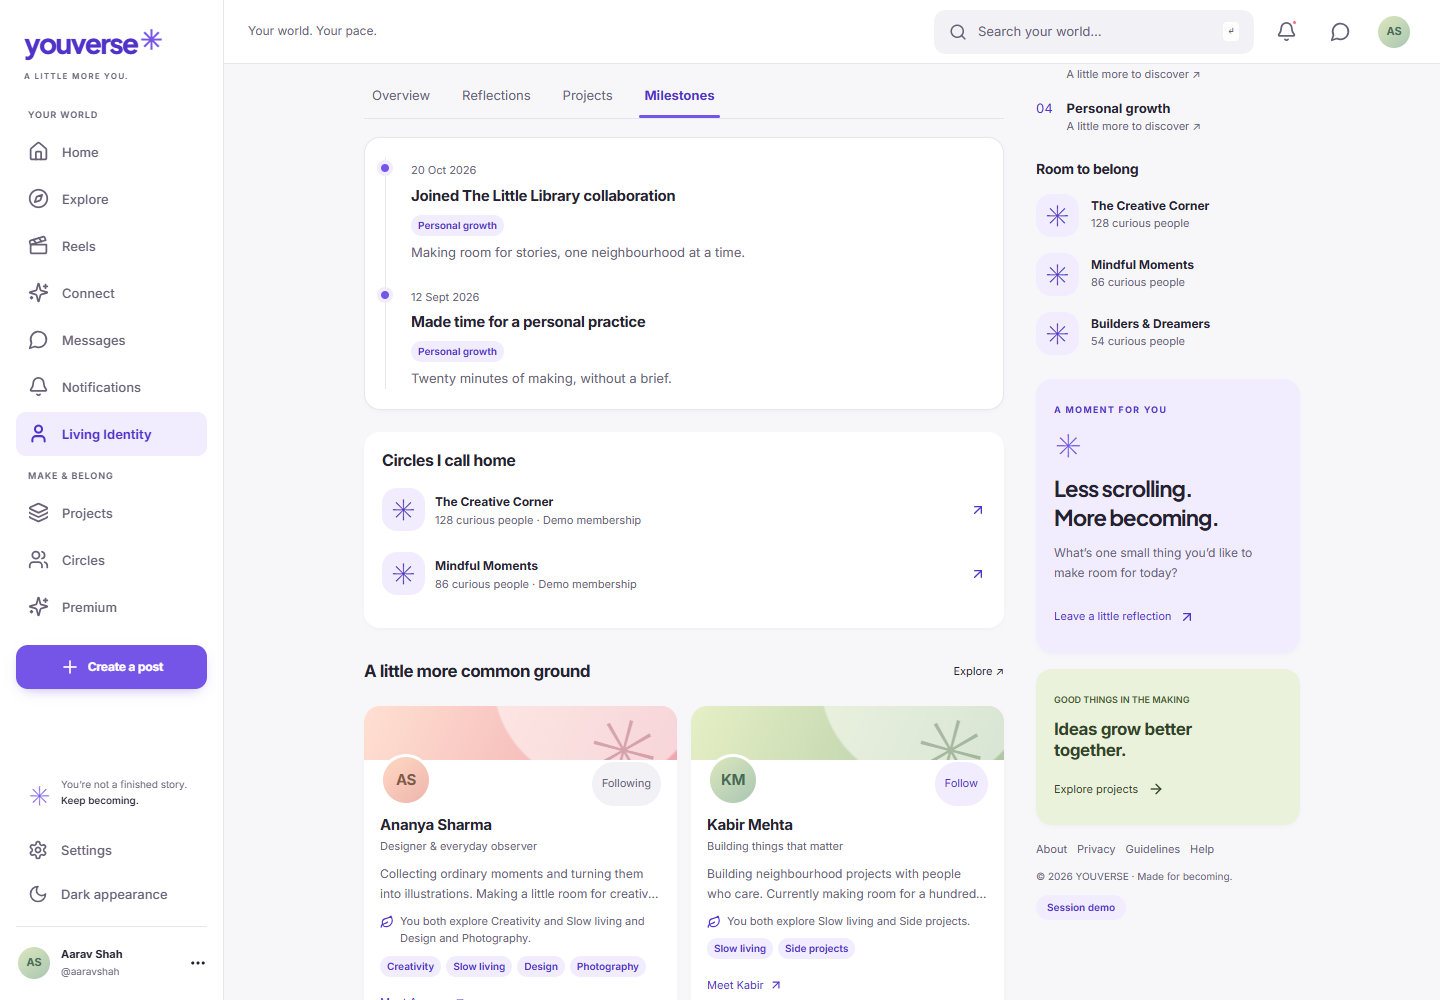 youverse
A LITTLE MORE YOU.
YOUR WORLD
Home
Explore
Reels
Connect
Messages
Notifications
Living Identity
MAKE & BELONG
Projects
Circles
Premium
Create a post
You're not a finished story.
Keep becoming.
Settings
Dark appearance
AS
Aarav Shah
@aaravshah
Your world. Your pace.
Search your world...
AS
Overview
Reflections
Projects
Milestones
20 Oct 2026
Joined The Little Library collaboration
Personal growth
Making room for stories, one neighbourhood at a time.
12 Sept 2026
Made time for a personal practice
Personal growth
Twenty minutes of making, without a brief.
Circles I call home
The Creative Corner
128 curious people · Demo membership
Mindful Moments
86 curious people · Demo membership
A little more common ground
Explore ↗
AS
Following
Ananya Sharma
Designer & everyday observer
Collecting ordinary moments and turning them
into illustrations. Making a little room for creativ...
You both explore Creativity and Slow living and
Design and Photography.
Creativity
Slow living
Design
Photography
KM
Follow
Kabir Mehta
Building things that matter
Building neighbourhood projects with people
who care. Currently making room for a hundred...
You both explore Slow living and Side projects.
Slow living
Side projects
Meet Kabir
A little more to discover ↗
04 Personal growth
A little more to discover ↗
Room to belong
The Creative Corner
128 curious people
Mindful Moments
86 curious people
Builders & Dreamers
54 curious people
A MOMENT FOR YOU
Less scrolling.
More becoming.
What's one small thing you'd like to
make room for today?
Leave a little reflection
GOOD THINGS IN THE MAKING
Ideas grow better
together.
Explore projects
About Privacy Guidelines Help
© 2026 YOUVERSE · Made for becoming.
Session demo